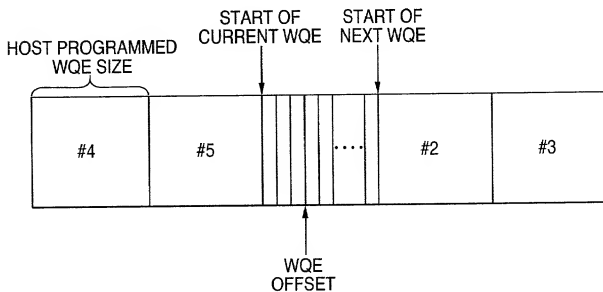 START OF
CURRENT WQE
START OF
NEXT WQE
HOST PROGRAMMED
WQE SIZE
#4
#5
....
#2
#3
WQE
OFFSET